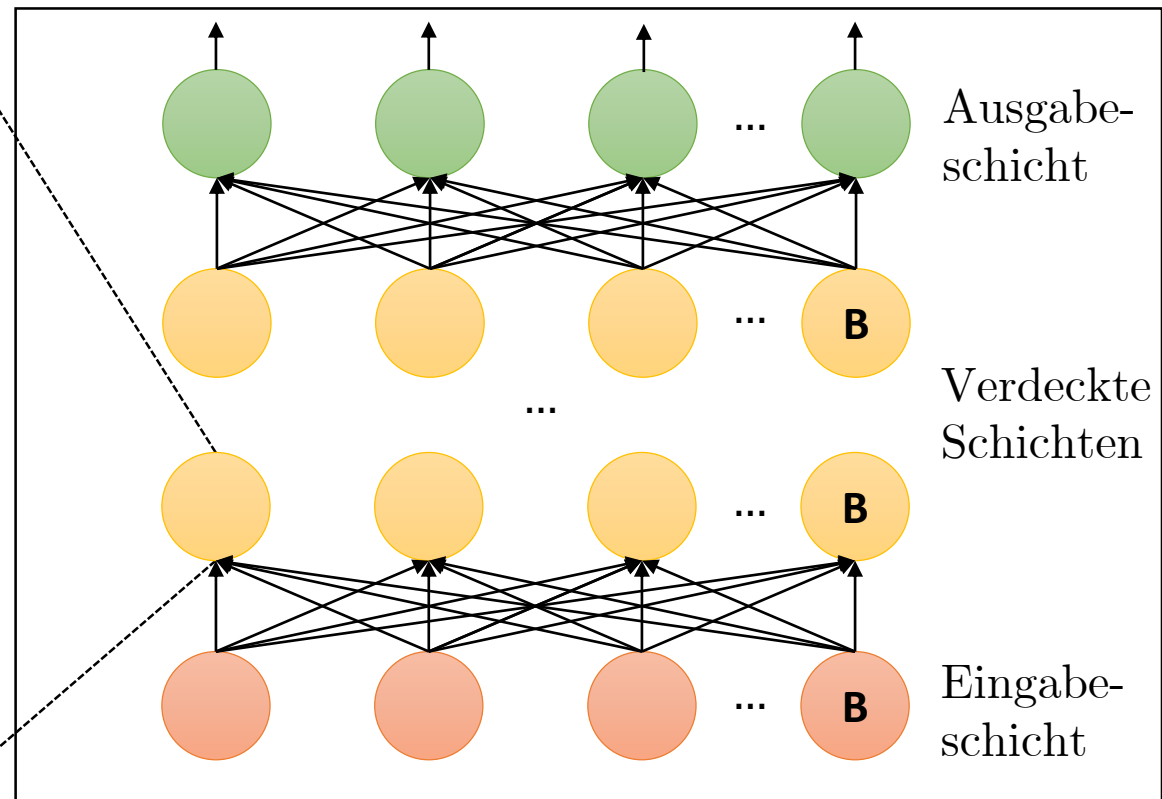 ...
Ausgabe-
schicht
... B
...
Verdeckte
Schichten
... B
... B
Eingabe-
schicht